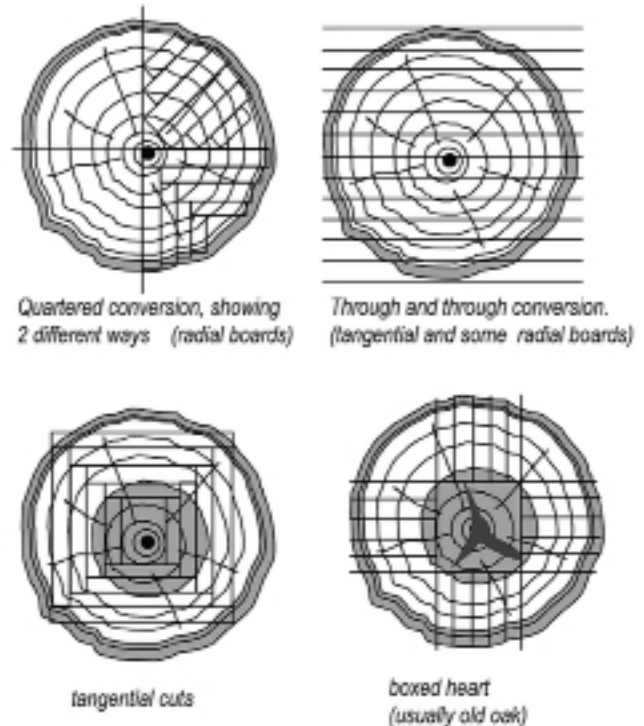 Quartered conversion, showing
2 different ways (radial boards)
Through and through conversion.
(tangential and some radial boards)
tangential cuts
boxed heart
(usually old oak)